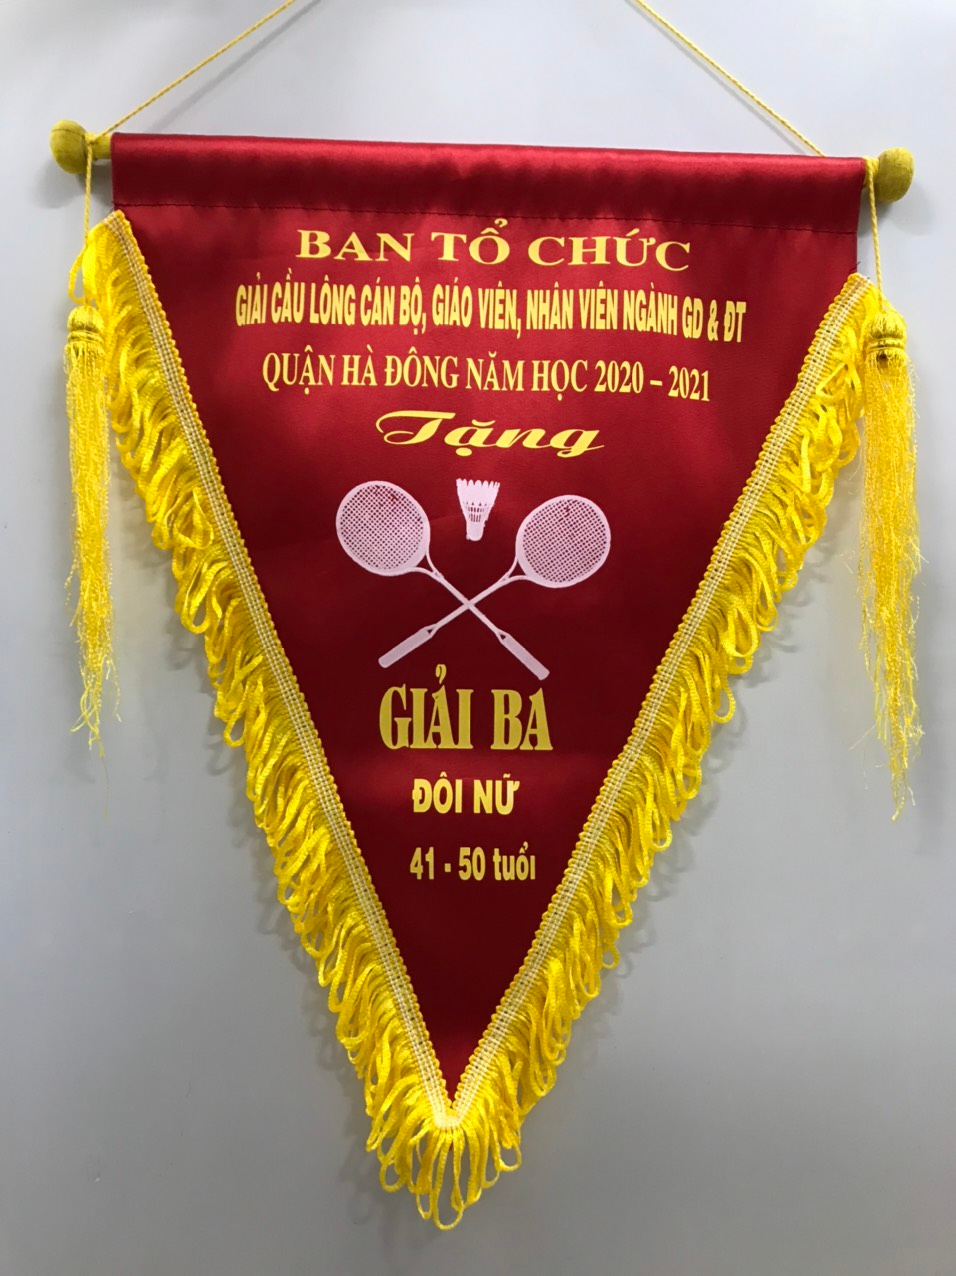 BAN TỔ CHỨC
GIẢI CẦU LÔNG CÁN BỘ, GIÁO VIÊN, NHÂN VIÊN NGÀNH GD & ĐT
QUẬN HÀ ĐÔNG NĂM HỌC 2020 – 2021
Tặng
GIẢI BA
ĐÔI NỮ
41 - 50 tuổi